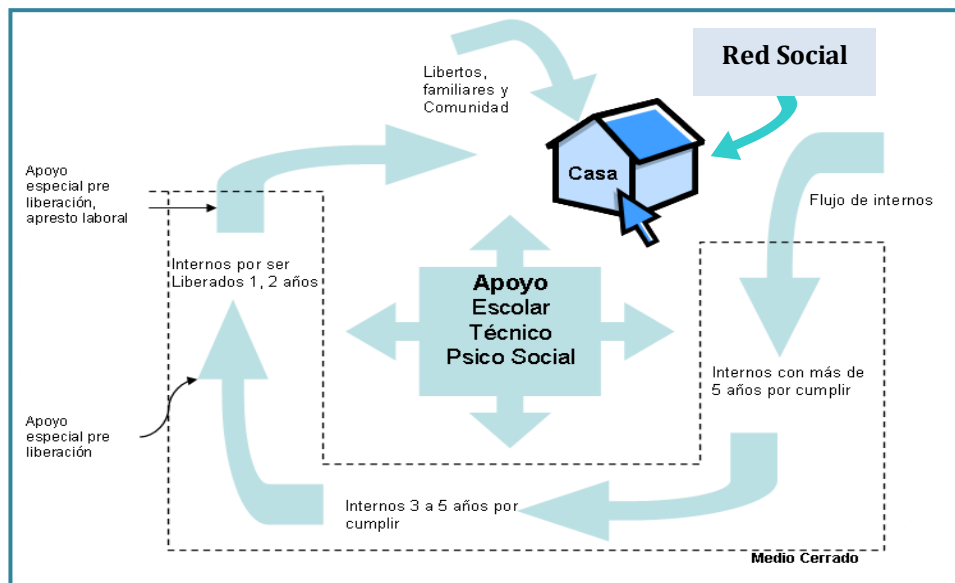 Red Social
Libertos,
familiares y
Comunidad
Casa
Apoyo
especial pre
liberación,
apresto laboral
Flujo de internos
Internos por ser
Liberados 1, 2 años
Apoyo
Escolar
Técnico
Psico Social
Internos con más de
5 años por cumplir
Apoyo
especial pre
liberación
Internos 3 a 5 años por
cumplir
Medio Cerrado